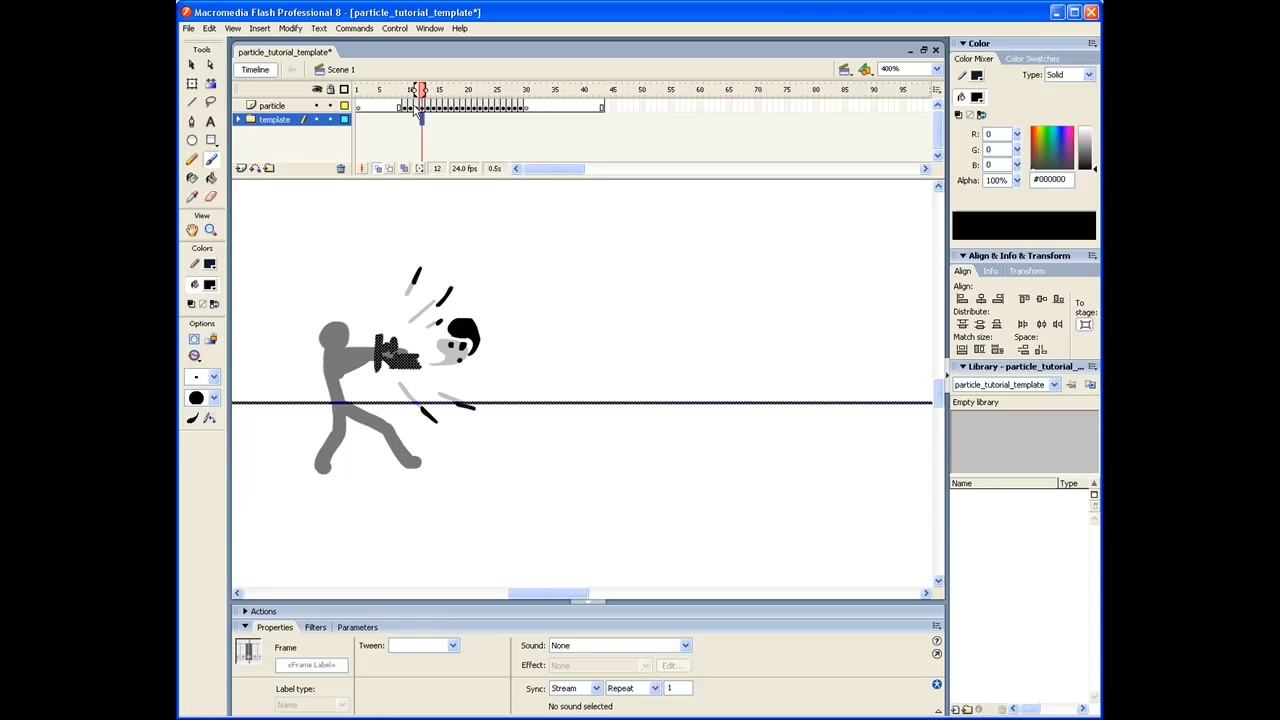 Macromedia Flash Professional 8 - [particle_tutorial_template*]
File Edit View Insert Modify Text Commands Control Window Help
Tools
View
Colors
Options
particle_tutorial_template*
Timeline
Scene 1
400%
1 5 10 15 20 25 30 35 40 45 50 55 60 65 70 75 80 85 90 95
particle
template
12 24.0 fps 0.5s
Actions
Properties Filters Parameters
Frame
<Frame Label>
Label type:
Name
Tween:
Sound: None
Effect: None Edit...
Sync: Stream Repeat 1
No sound selected
Color
Color Mixer Color Swatches
Type: Solid
R: 0
G: 0
B: 0
Alpha: 100% #000000
Align & Info & Transform
Align Info Transform
Align:
Distribute:
Match size: Space:
To stage:
Library - particle_tutorial_...
particle_tutorial_template
Empty library
Name Type